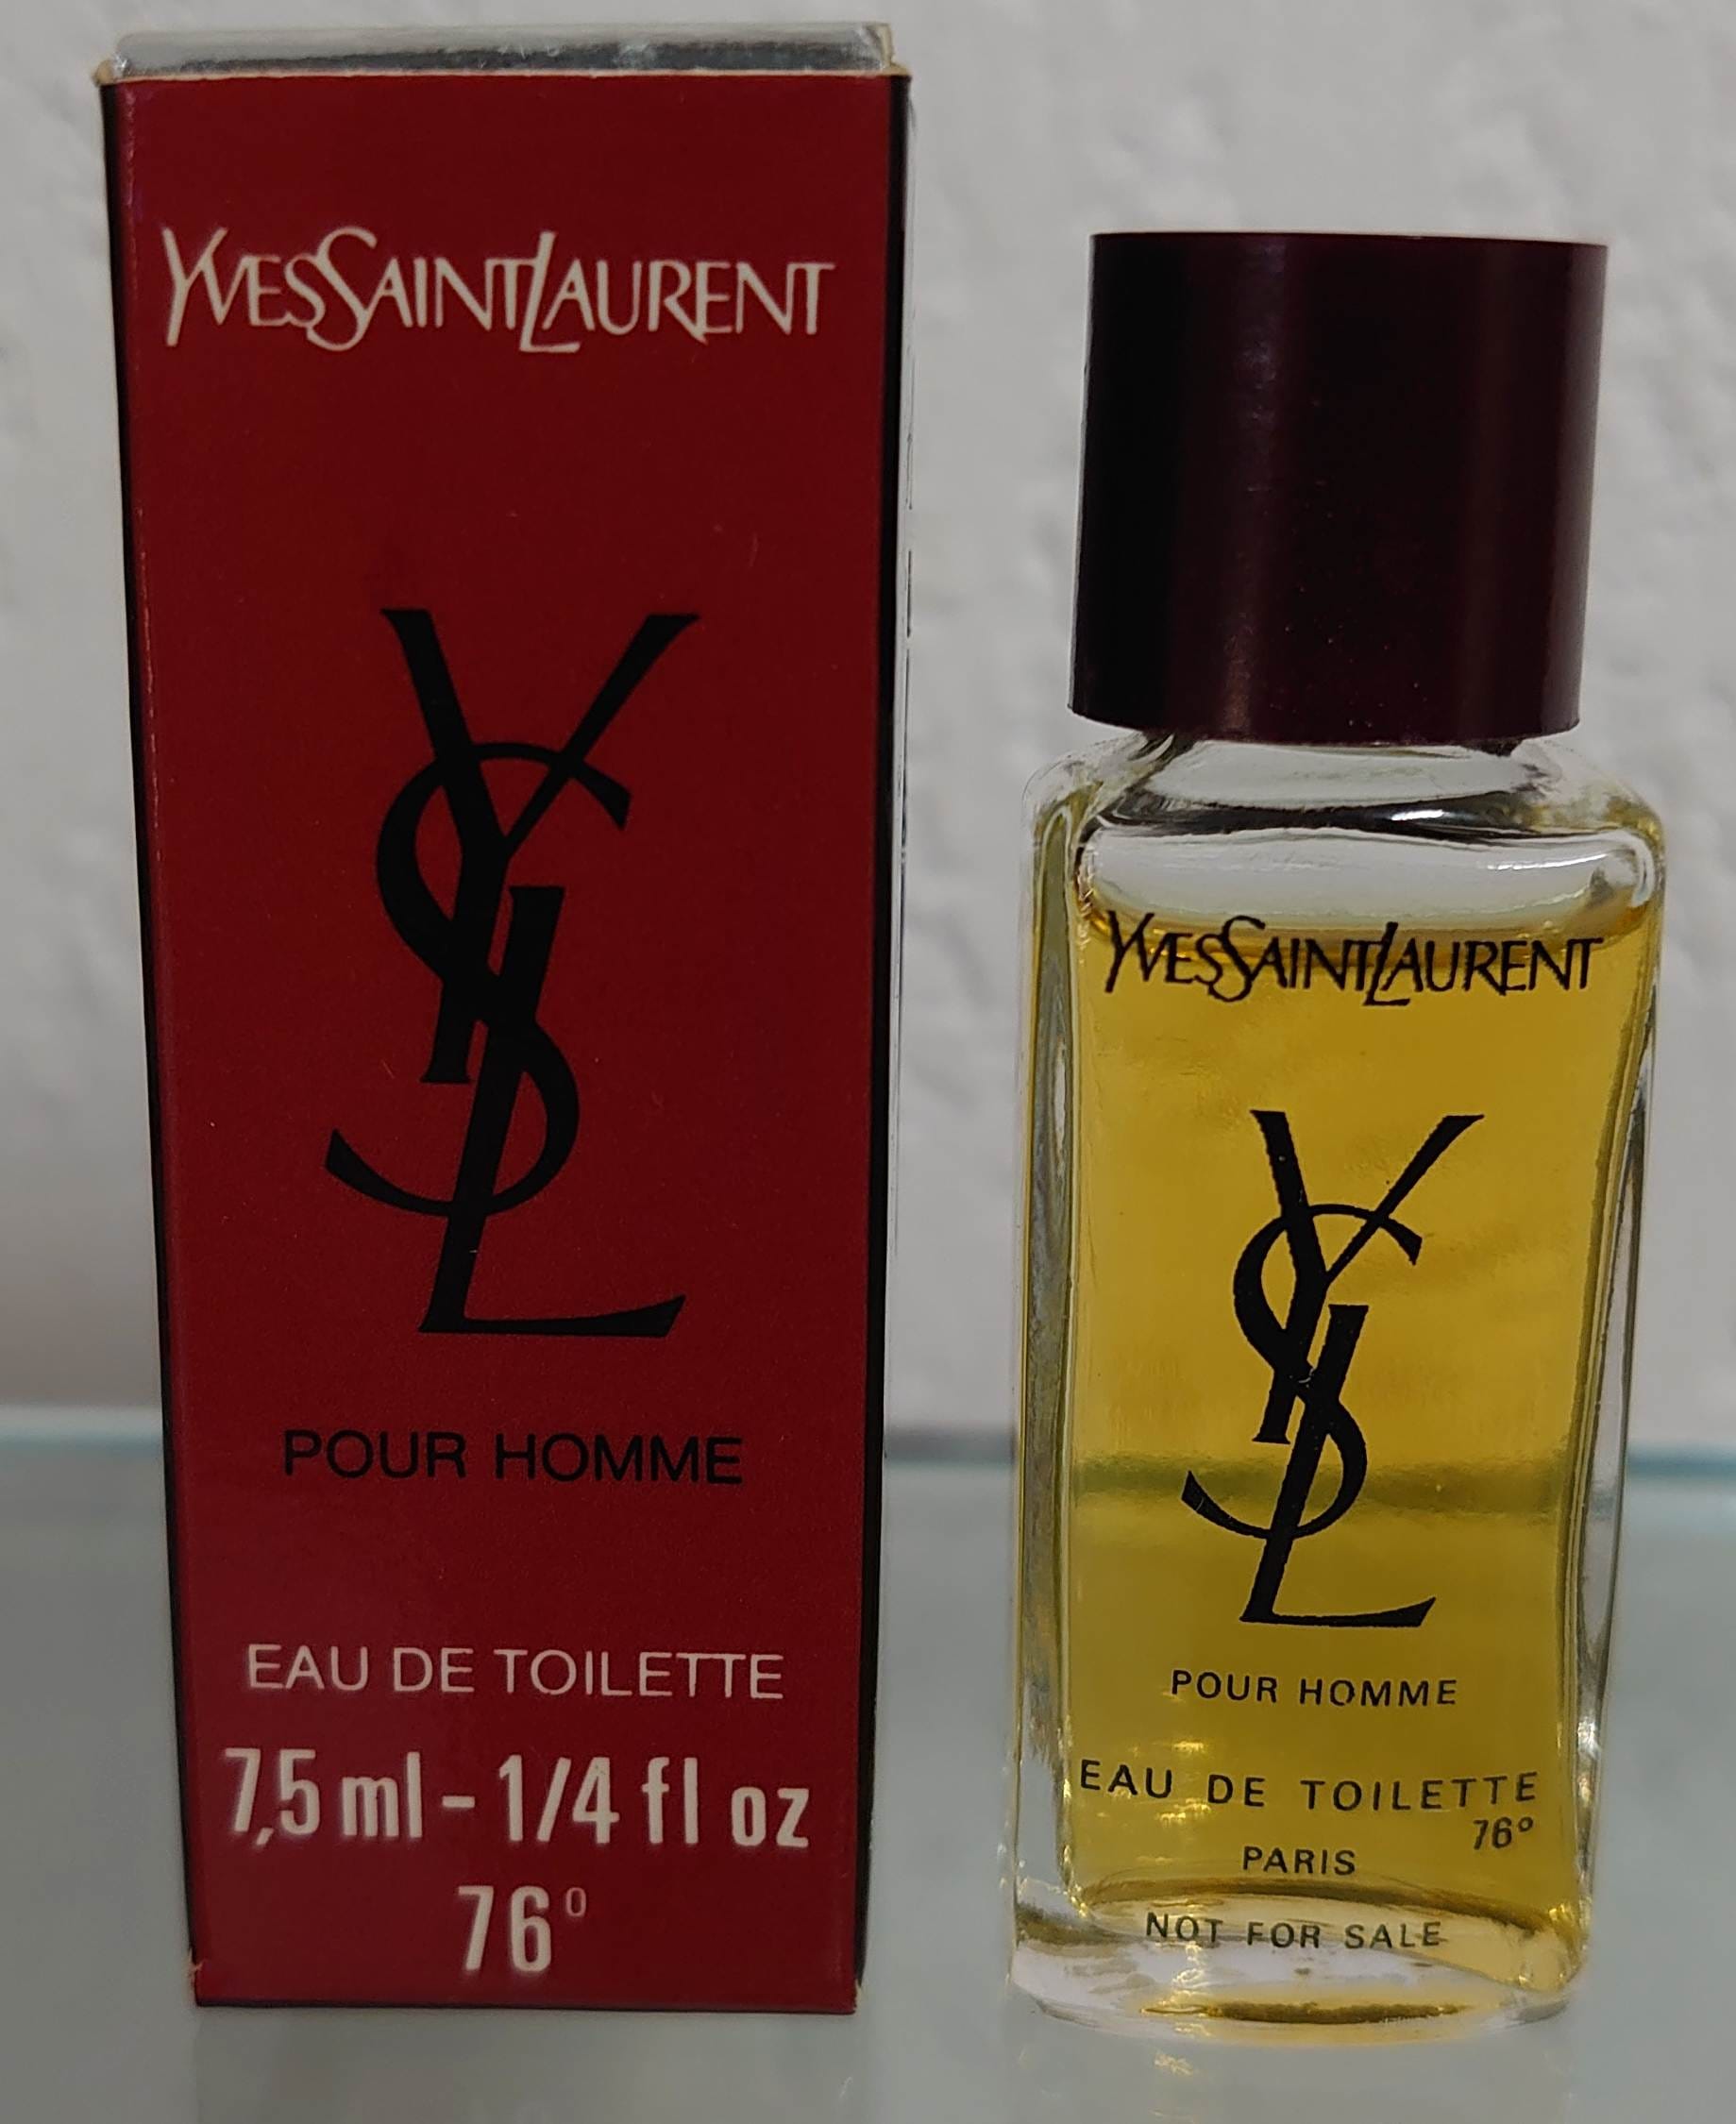 YVESSAINTLAURENT
YSL
POUR HOMME
EAU DE TOILETTE
7,5 ml - 1/4 fl oz
76°
YVESSAINTLAURENT
YSL
POUR HOMME
EAU DE TOILETTE
76°
PARIS
NOT FOR SALE